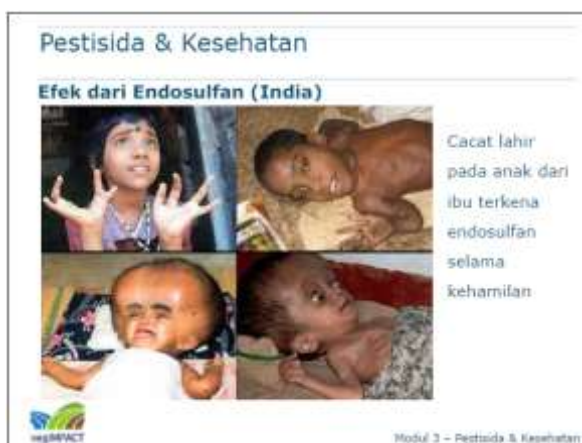 Pestisida & Kesehatan
Efek dari Endosulfan (India)
Cacat lahir
pada anak dari
ibu terkena
endosulfan
selama
kehamilan
vegIMPACT
Modul 3 – Pestisida & Kesehatan